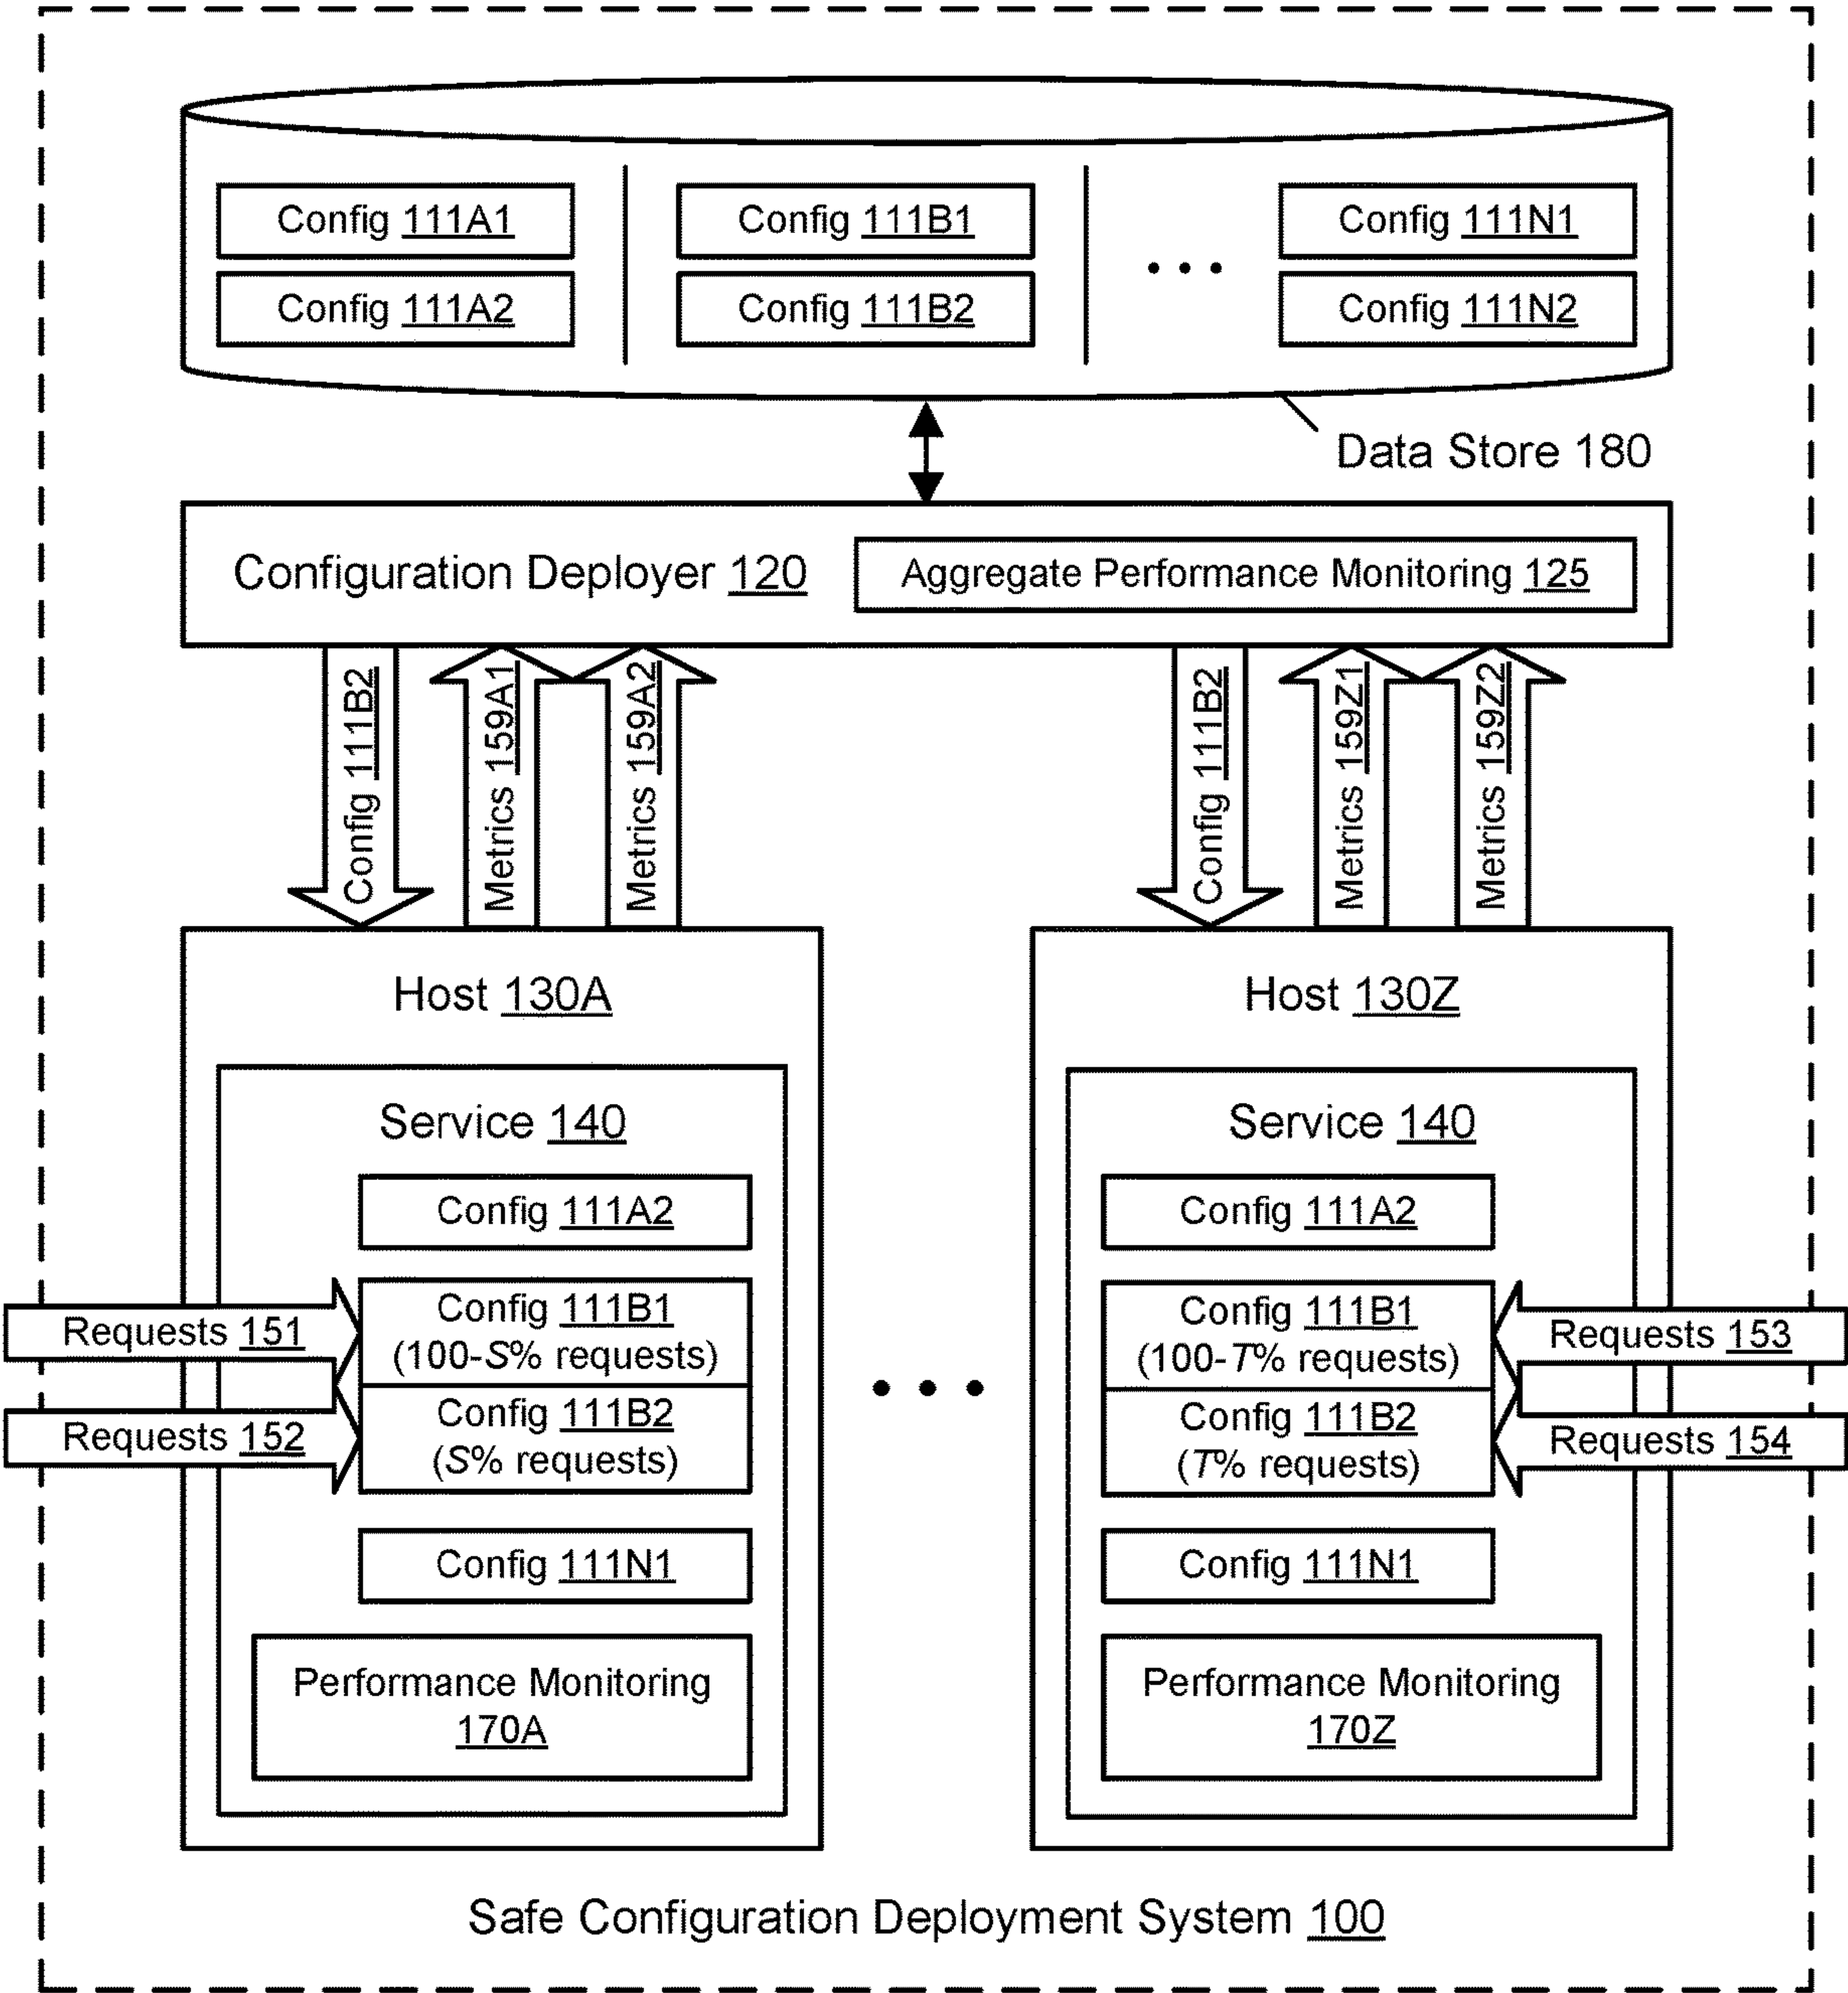 Config 111A1
Config 111B1
Config 111N1
Config 111A2
Config 111B2
Config 111N2
Data Store 180
Configuration Deployer 120
Aggregate Performance Monitoring 125
Config 111B2
Metrics 159A1
Metrics 159A2
Config 111B2
Metrics 159Z1
Metrics 159Z2
Host 130A
Service 140
Config 111A2
Requests 151
Config 111B1
(100-S% requests)
Requests 152
Config 111B2
(S% requests)
Config 111N1
Performance Monitoring
170A
Host 130Z
Service 140
Config 111A2
Config 111B1
(100-T% requests)
Requests 153
Config 111B2
(T% requests)
Requests 154
Config 111N1
Performance Monitoring
170Z
Safe Configuration Deployment System 100